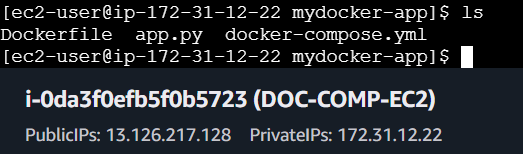 [ec2-user@ip-172-31-12-22 mydocker-app]$ ls
Dockerfile  app.py  docker-compose.yml
[ec2-user@ip-172-31-12-22 mydocker-app]$
i-0da3f0efb5f0b5723 (DOC-COMP-EC2)
PublicIPs: 13.126.217.128    PrivateIPs: 172.31.12.22